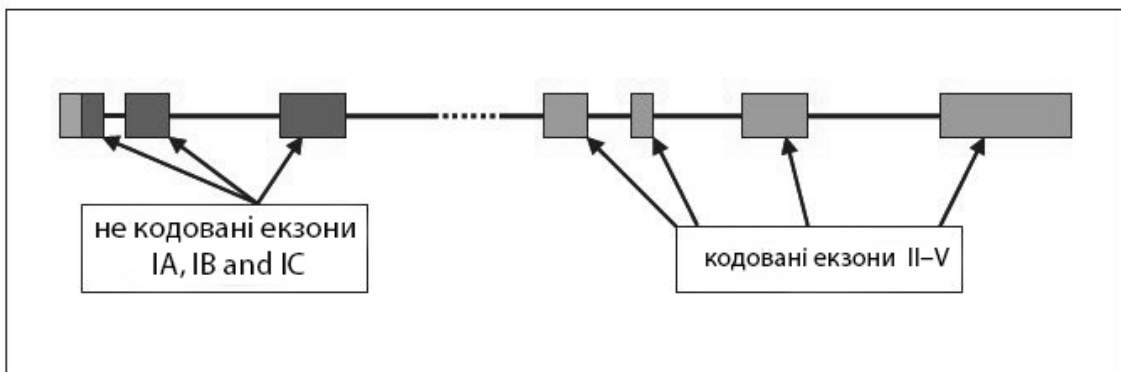 не кодовані екзони
IA, IB and IC
кодовані екзони II–V